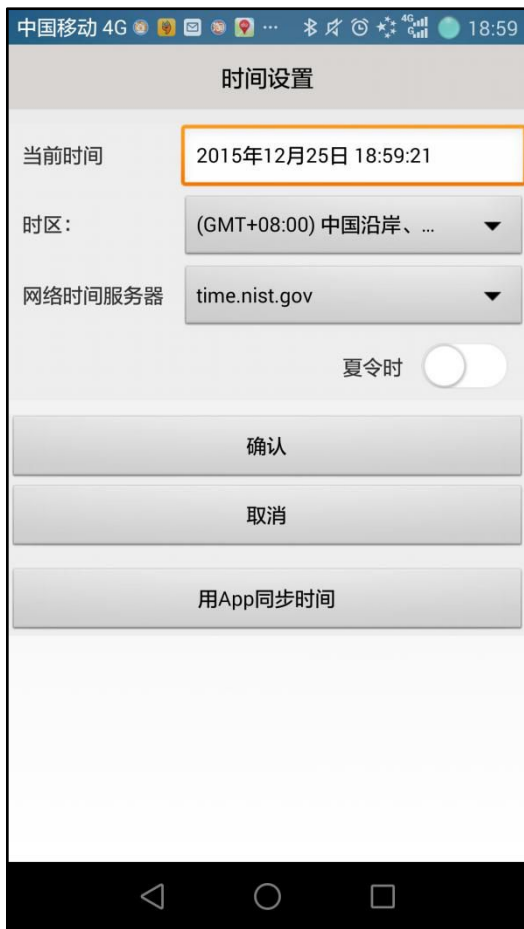 中国移动 4G ... 18:59
时间设置
当前时间 2015年12月25日 18:59:21
时区： (GMT+08:00) 中国沿岸、...
网络时间服务器 time.nist.gov
夏令时
确认
取消
用App同步时间